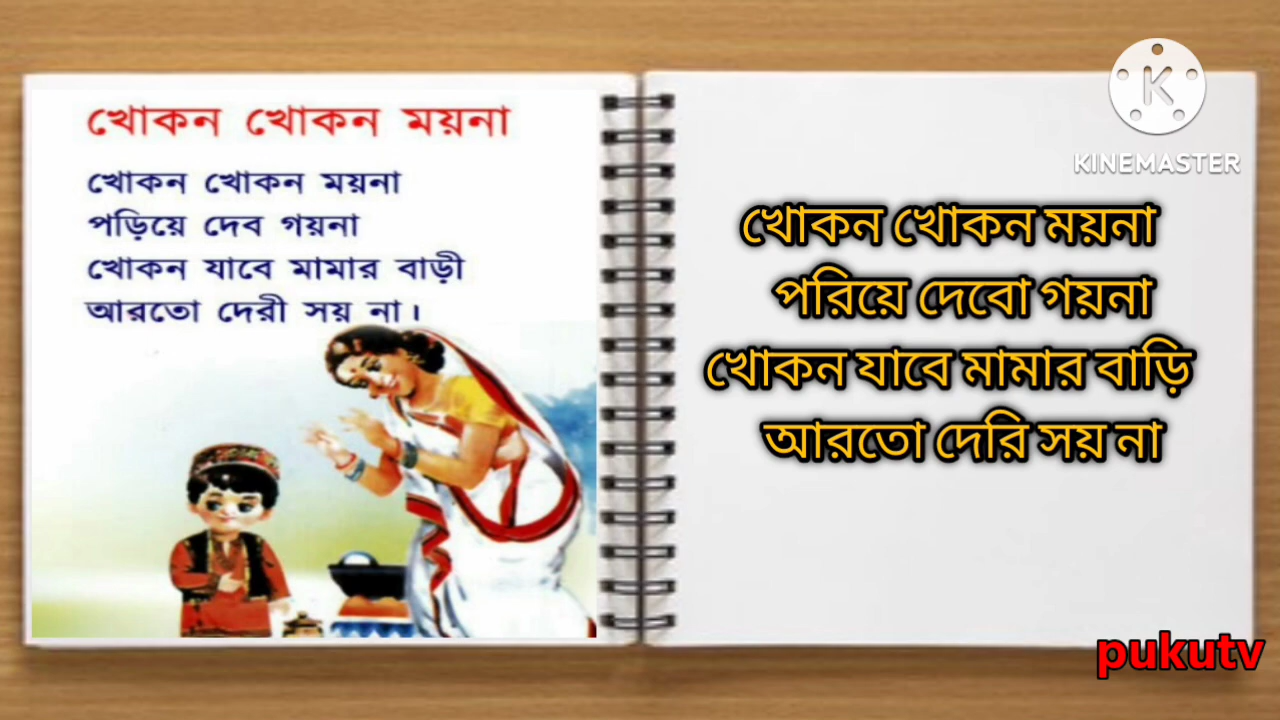 খোকন খোকন ময়না
খোকন খোকন ময়না
পড়িয়ে দেব গয়না
খোকন যাবে মামার বাড়ী
আরতো দেরী সয় না।
KINEMASTER
খোকন খোকন ময়না
পরিয়ে দেবো গয়না
খোকন যাবে মামার বাড়ি
আরতো দেরি সয় না
pukutv